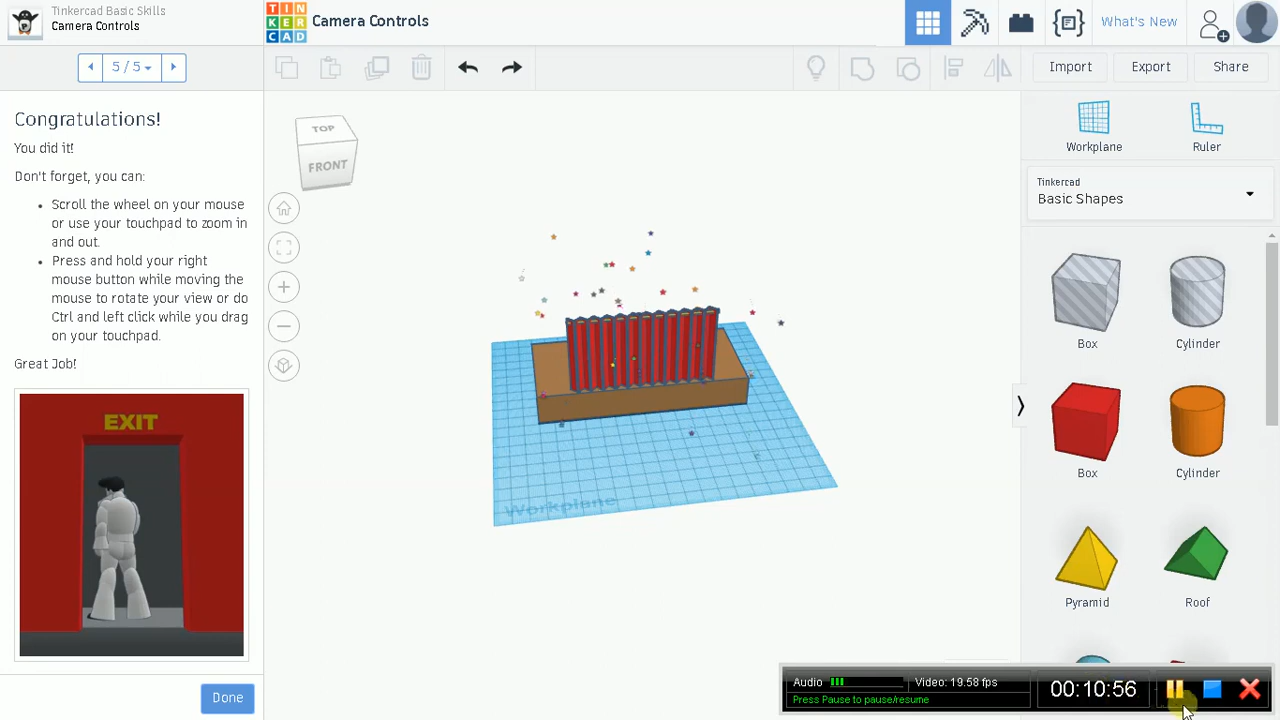 Tinkercad Basic Skills
Camera Controls
TIN
KER
CAD
Camera Controls
What's New
5 / 5
Import
Export
Share
Congratulations!
You did it!
Don't forget, you can:
• Scroll the wheel on your mouse
or use your touchpad to zoom in
and out.
• Press and hold your right
mouse button while moving the
mouse to rotate your view or do
Ctrl and left click while you drag
on your touchpad.
Great Job!
EXIT
Done
TOP
FRONT
Workplane
Workplane
Ruler
Tinkercad
Basic Shapes
Box
Cylinder
Box
Cylinder
Pyramid
Roof
Audio
Video: 19.58 fps
Press Pause to pause/resume
00:10:56